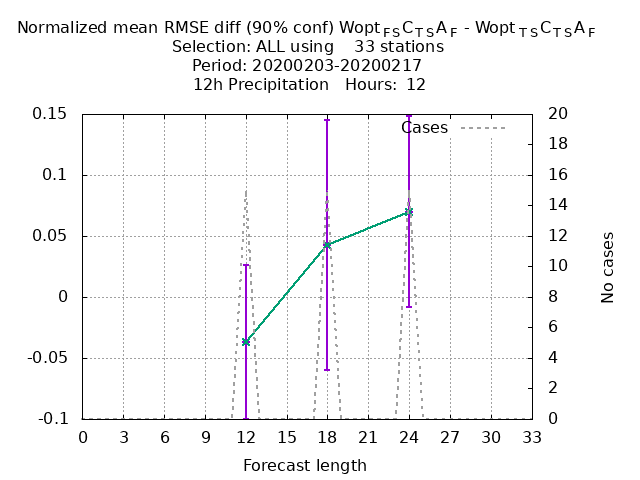 Normalized mean RMSE diff (90% conf) Wopt_FS C_TS A_F - Wopt_TS C_TS A_F
Selection: ALL using    33 stations
Period: 20200203-20200217
12h Precipitation   Hours:  12
0.15
0.1
0.05
0
-0.05
-0.1
20
18
16
14
12
10
8
6
4
2
0
Cases
No cases
0 3 6 9 12 15 18 21 24 27 30 33
Forecast length